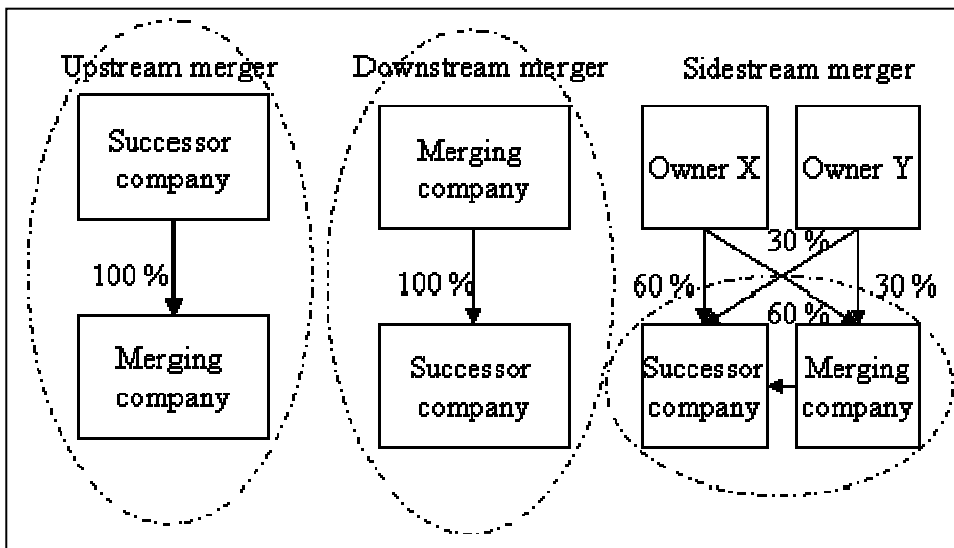 Upstream merger
Successor
company
100 %
Merging
company
Downstream merger
Merging
company
100 %
Successor
company
Sidestream merger
Owner X
Owner Y
30 %
60 %
30 %
60 %
Successor
company
Merging
company